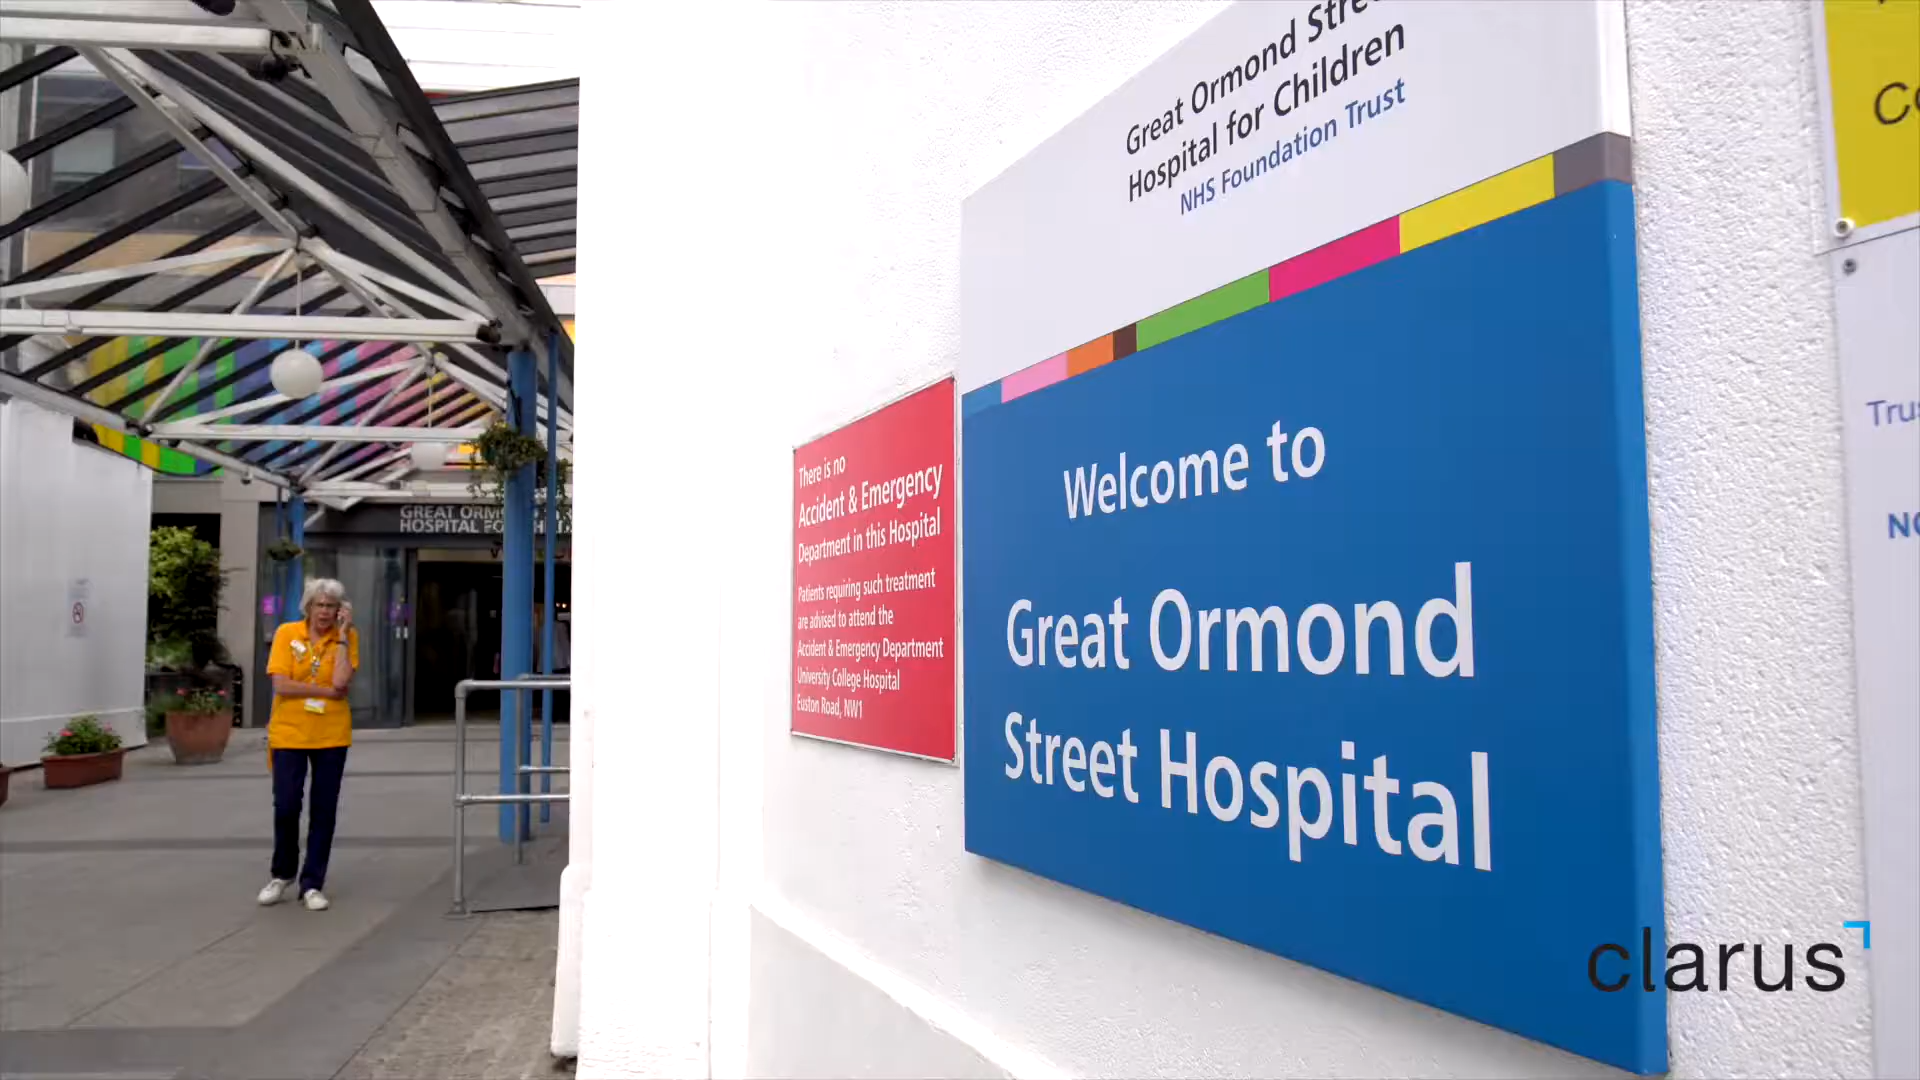 Great Ormond Stre
Hospital for Children
NHS Foundation Trust
Welcome to
Great Ormond
Street Hospital
There is no
Accident & Emergency
Department in this Hospital
Patients requiring such treatment
are advised to attend the
Accident & Emergency Department
University College Hospital
Euston Road, NW1
GREAT ORM
HOSPITAL FO
clarus